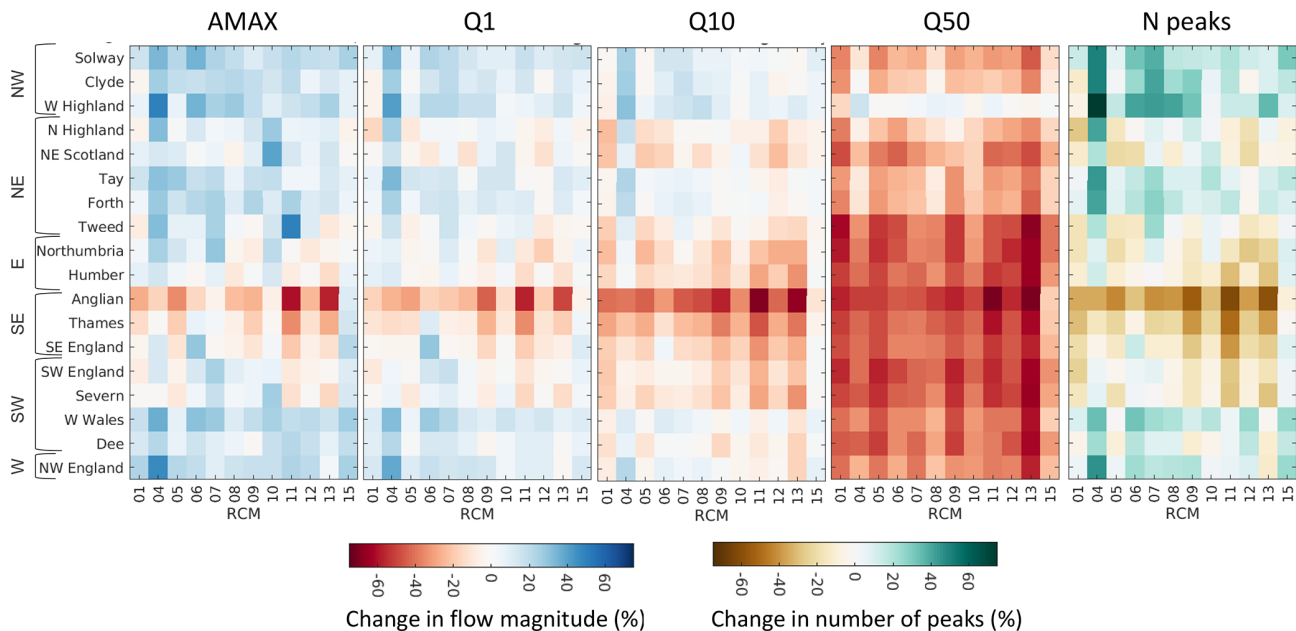 AMAX Q1 Q10 Q50 N peaks
NW
NE
E
SE
SW
W
Solway
Clyde
W Highland
N Highland
NE Scotland
Tay
Forth
Tweed
Northumbria
Humber
Anglian
Thames
SE England
SW England
Severn
W Wales
Dee
NW England
01 04 05 06 07 08 09 10 11 12 13 15
01 04 05 06 07 08 09 10 11 12 13 15
01 04 05 06 07 08 09 10 11 12 13 15
01 04 05 06 07 08 09 10 11 12 13 15
01 04 05 06 07 08 09 10 11 12 13 15
RCM RCM RCM RCM RCM
-60 -40 -20 0 20 40 60
Change in flow magnitude (%)
-60 -40 -20 0 20 40 60
Change in number of peaks (%)